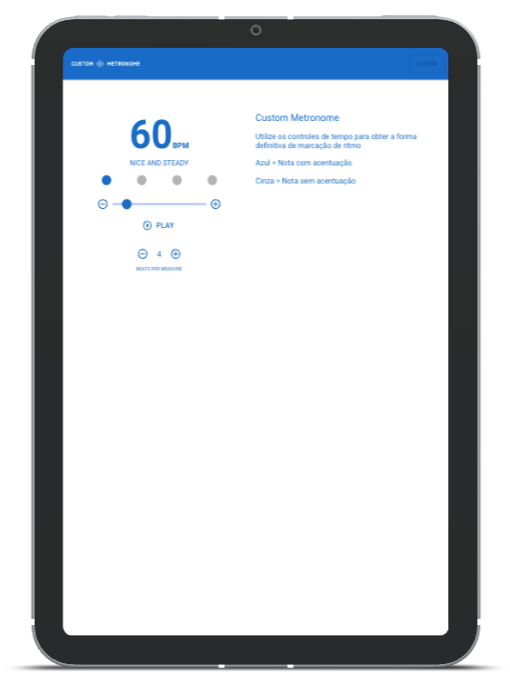 CUSTOM METRONOME
LOGIN
60 BPM
NICE AND STEADY
PLAY
4
BEATS PER MEASURE
Custom Metronome
Utilize os controles de tempo para obter a forma
definitiva de marcação de ritmo
Azul = Nota com acentuação
Cinza = Nota sem acentuação